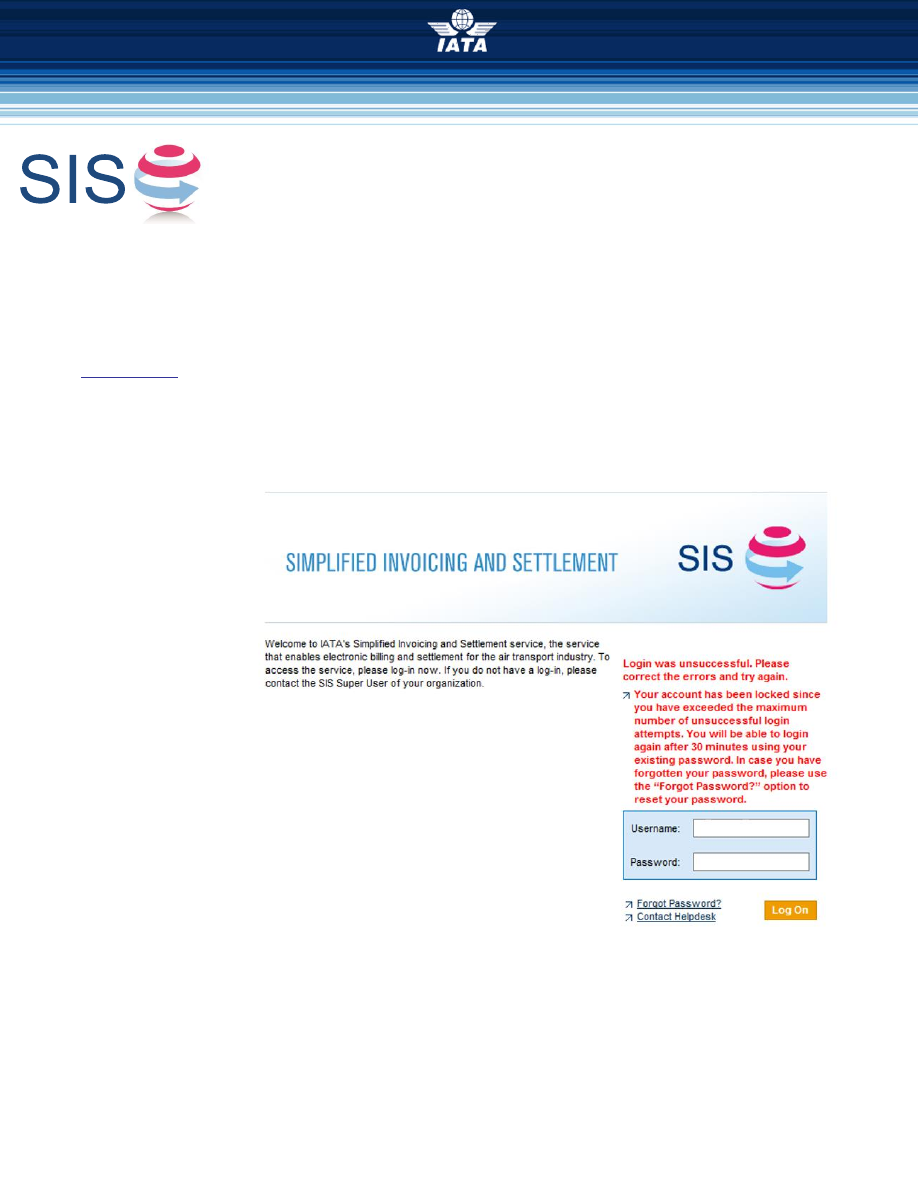 IATA
SIS
SIMPLIFIED INVOICING AND SETTLEMENT
SIS
Welcome to IATA's Simplified Invoicing and Settlement service, the service
that enables electronic billing and settlement for the air transport industry. To
access the service, please log-in now. If you do not have a log-in, please
contact the SIS Super User of your organization.
Login was unsuccessful. Please
correct the errors and try again.
Your account has been locked since
you have exceeded the maximum
number of unsuccessful login
attempts. You will be able to login
again after 30 minutes using your
existing password. In case you have
forgotten your password, please use
the “Forgot Password?” option to
reset your password.
Username:
Password:
Forgot Password?
Contact Helpdesk
Log On